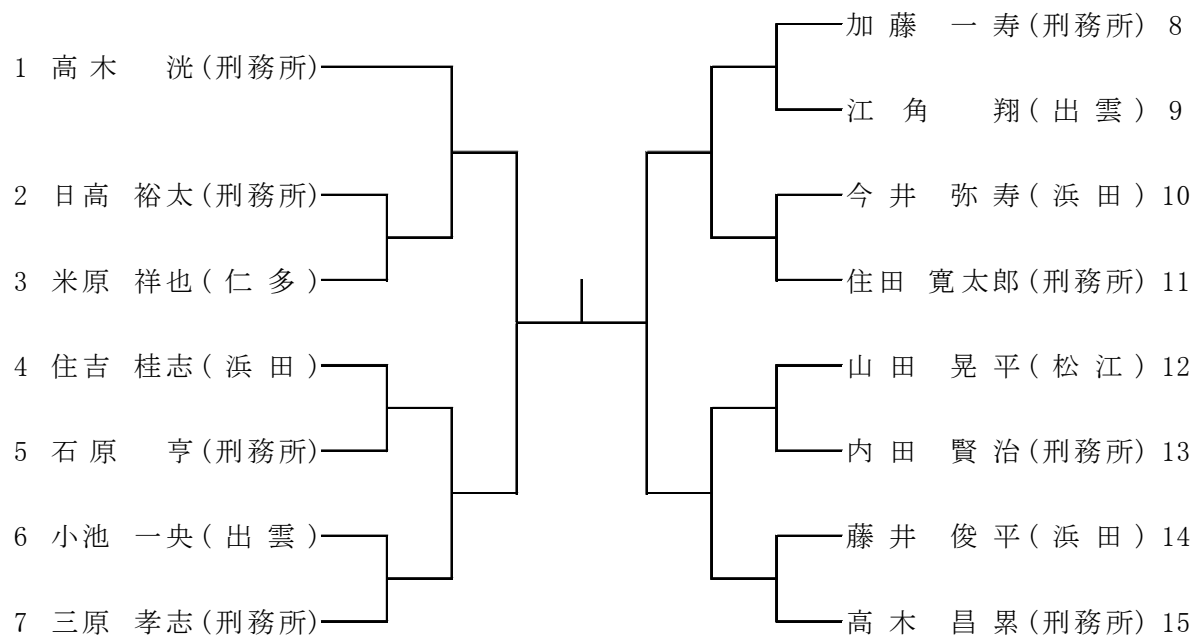 1 高木 洸(刑務所)
2 日高 裕太(刑務所)
3 米原 祥也(仁多)
4 住吉 桂志(浜田)
5 石原 亨(刑務所)
6 小池 一央(出雲)
7 三原 孝志(刑務所)
加藤 一寿(刑務所) 8
江角 翔(出雲) 9
今井 弥寿(浜田) 10
住田 寛太郎(刑務所) 11
山田 晃平(松江) 12
内田 賢治(刑務所) 13
藤井 俊平(浜田) 14
高木 昌累(刑務所) 15